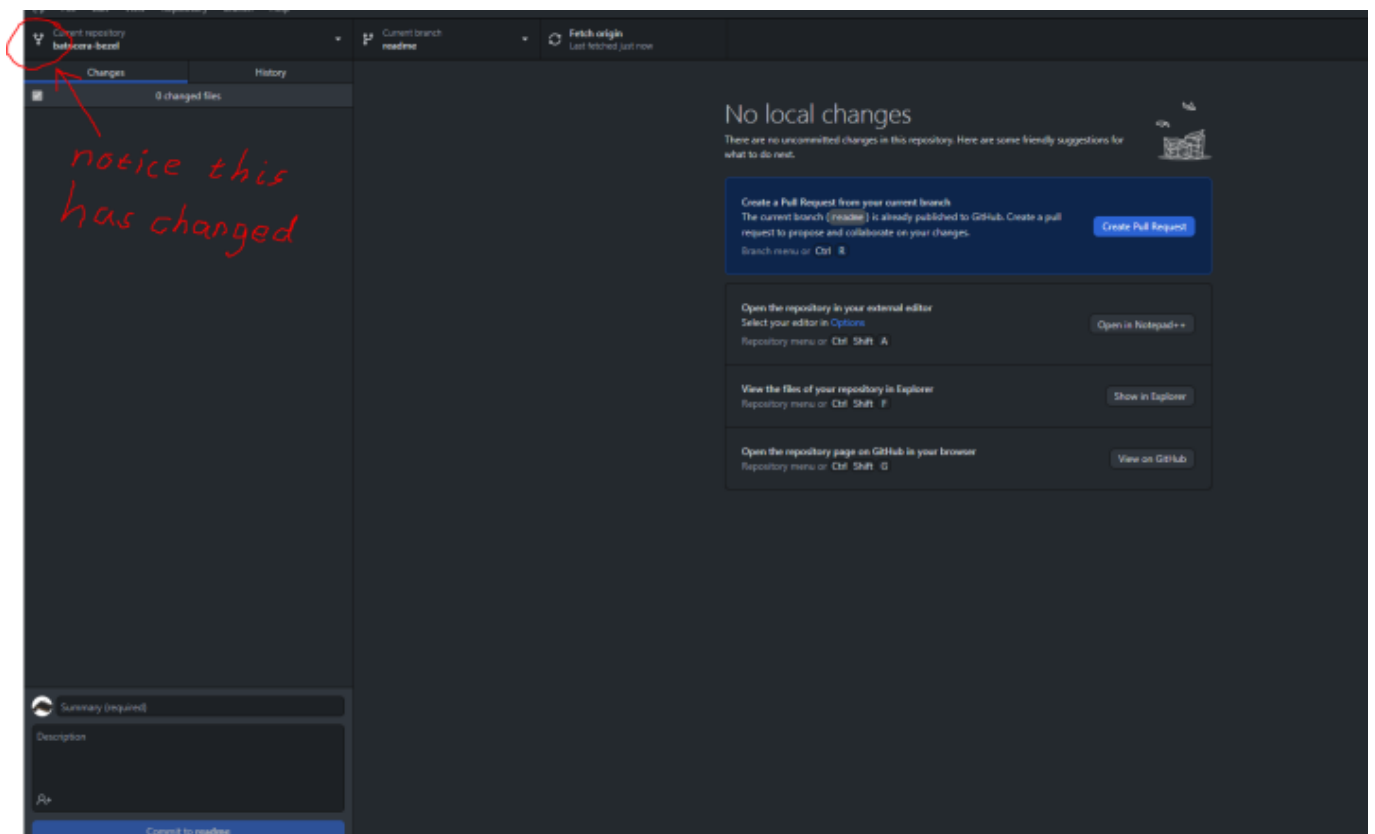 Current repository
batocera-bezel
Current branch
readme
Fetch origin
Last fetched just now
Changes
History
0 changed files
notice this
has changed
No local changes
There are no uncommitted changes in this repository. Here are some friendly suggestions for
what to do next.
Create a Pull Request from your current branch
The current branch (readme) is already published to GitHub. Create a pull
request to propose and collaborate on your changes.
Branch menu or Ctrl R
Create Pull Request
Open the repository in your external editor
Select your editor in Options
Repository menu or Ctrl Shift A
Open in Notepad++
View the files of your repository in Explorer
Repository menu or Ctrl Shift F
Show in Explorer
Open the repository page on GitHub in your browser
Repository menu or Ctrl Shift G
View on GitHub
Summary (required)
Description
Commit to readme